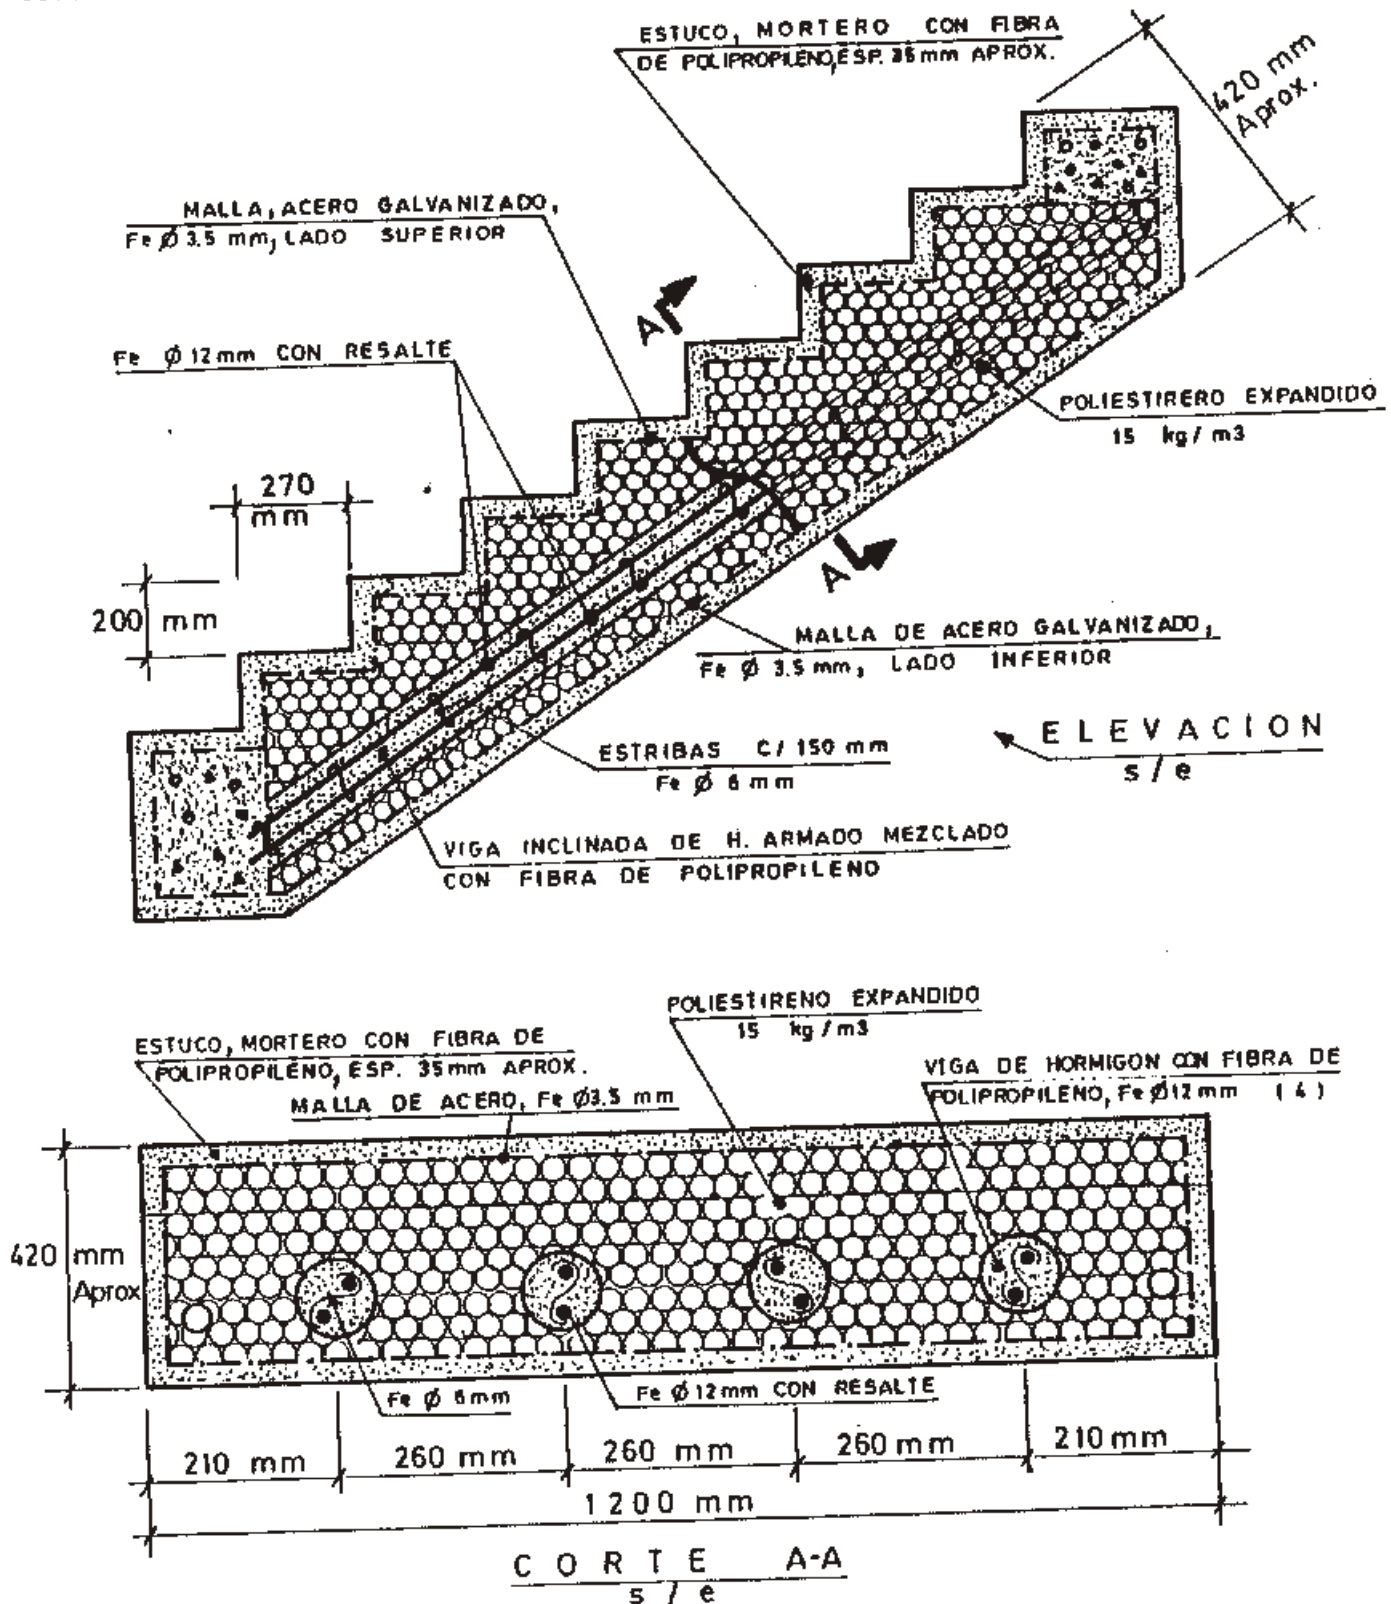 ESTUCO, MORTERO CON FIBRA
DE POLIPROPILENO, ESP. 35 mm APROX.
420 mm
Aprox.
MALLA, ACERO GALVANIZADO,
Fe Ø 3.5 mm, LADO SUPERIOR
A
Fe Ø 12 mm CON RESALTE
POLIESTIRERO EXPANDIDO
15 kg/m3
270
mm
A
200 mm
MALLA DE ACERO GALVANIZADO,
Fe Ø 3.5 mm, LADO INFERIOR
ELEVACION
s/e
ESTRIBAS C/ 150 mm
Fe Ø 6 mm
VIGA INCLINADA DE H. ARMADO MEZCLADO
CON FIBRA DE POLIPROPILENO
POLIESTIRENO EXPANDIDO
15 kg/m3
ESTUCO, MORTERO CON FIBRA DE
POLIPROPILENO, ESP. 35mm APROX.
VIGA DE HORMIGON CON FIBRA DE
POLIPROPILENO, Fe Ø 12 mm (4)
MALLA DE ACERO, Fe Ø3.5 mm
420 mm
Aprox
Fe Ø 6 mm
Fe Ø 12mm CON RESALTE
210 mm
260 mm
260 mm
260 mm
210 mm
1200 mm
CORTE A-A
s/e